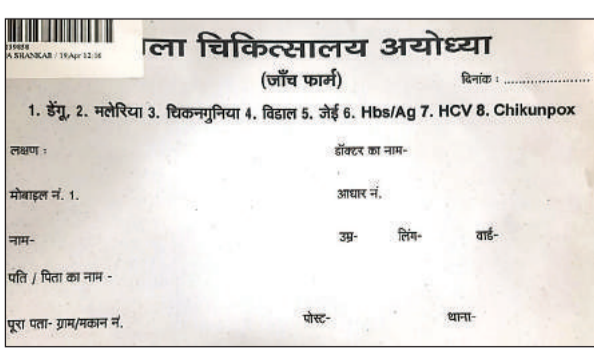 ला चिकित्सालय अयोध्या
A SHANKAR / 19Apr 12:16
(जाँच फार्म)
दिनांक : ........................
1. डेंगू, 2. मलेरिया 3. चिकनगुनिया 4. विडाल 5. जेई 6. Hbs/Ag 7. HCV 8. Chikunpox
लक्षण : डॉक्टर का नाम-
मोबाइल नं. 1. आधार नं.
नाम- उम्र- लिंग- वार्ड-
पति / पिता का नाम -
पूरा पता- ग्राम/मकान नं. पोस्ट- थाना-